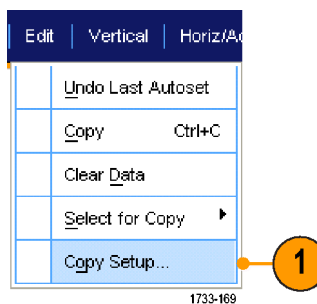 Edit | Vertical | Horiz/A
Undo Last Autoset
Copy Ctrl+C
Clear Data
Select for Copy
Copy Setup...
1
1733-169